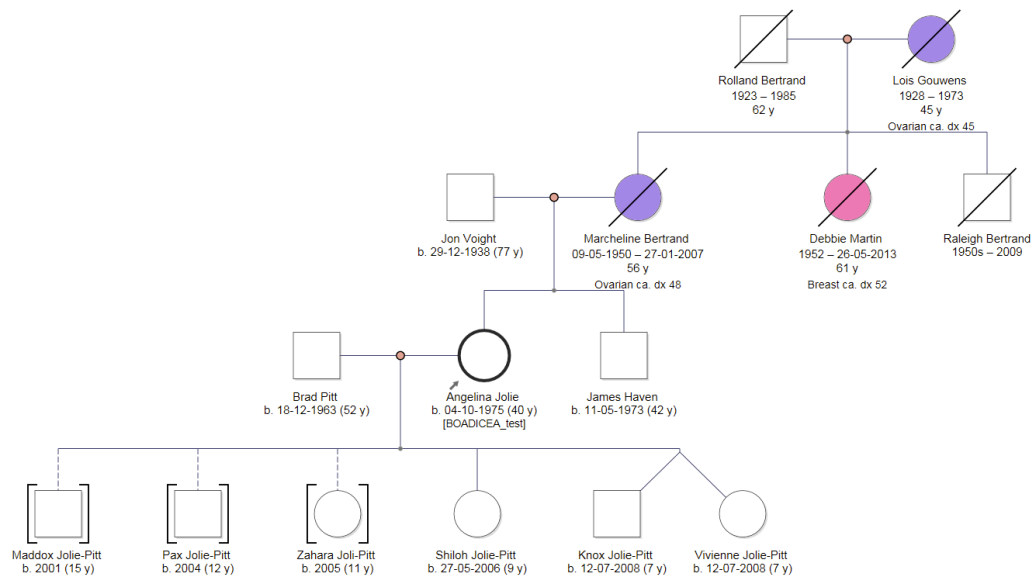 Rolland Bertrand
1923 – 1985
62 y
Lois Gouwens
1928 – 1973
45 y
Ovarian ca. dx 45
Jon Voight
b. 29-12-1938 (77 y)
Marcheline Bertrand
09-05-1950 – 27-01-2007
56 y
Ovarian ca. dx 48
Debbie Martin
1952 – 26-05-2013
61 y
Breast ca. dx 52
Raleigh Bertrand
1950s – 2009
Brad Pitt
b. 18-12-1963 (52 y)
Angelina Jolie
b. 04-10-1975 (40 y)
[BOADICEA_test]
James Haven
b. 11-05-1973 (42 y)
Maddox Jolie-Pitt
b. 2001 (15 y)
Pax Jolie-Pitt
b. 2004 (12 y)
Zahara Joli-Pitt
b. 2005 (11 y)
Shiloh Jolie-Pitt
b. 27-05-2006 (9 y)
Knox Jolie-Pitt
b. 12-07-2008 (7 y)
Vivienne Jolie-Pitt
b. 12-07-2008 (7 y)